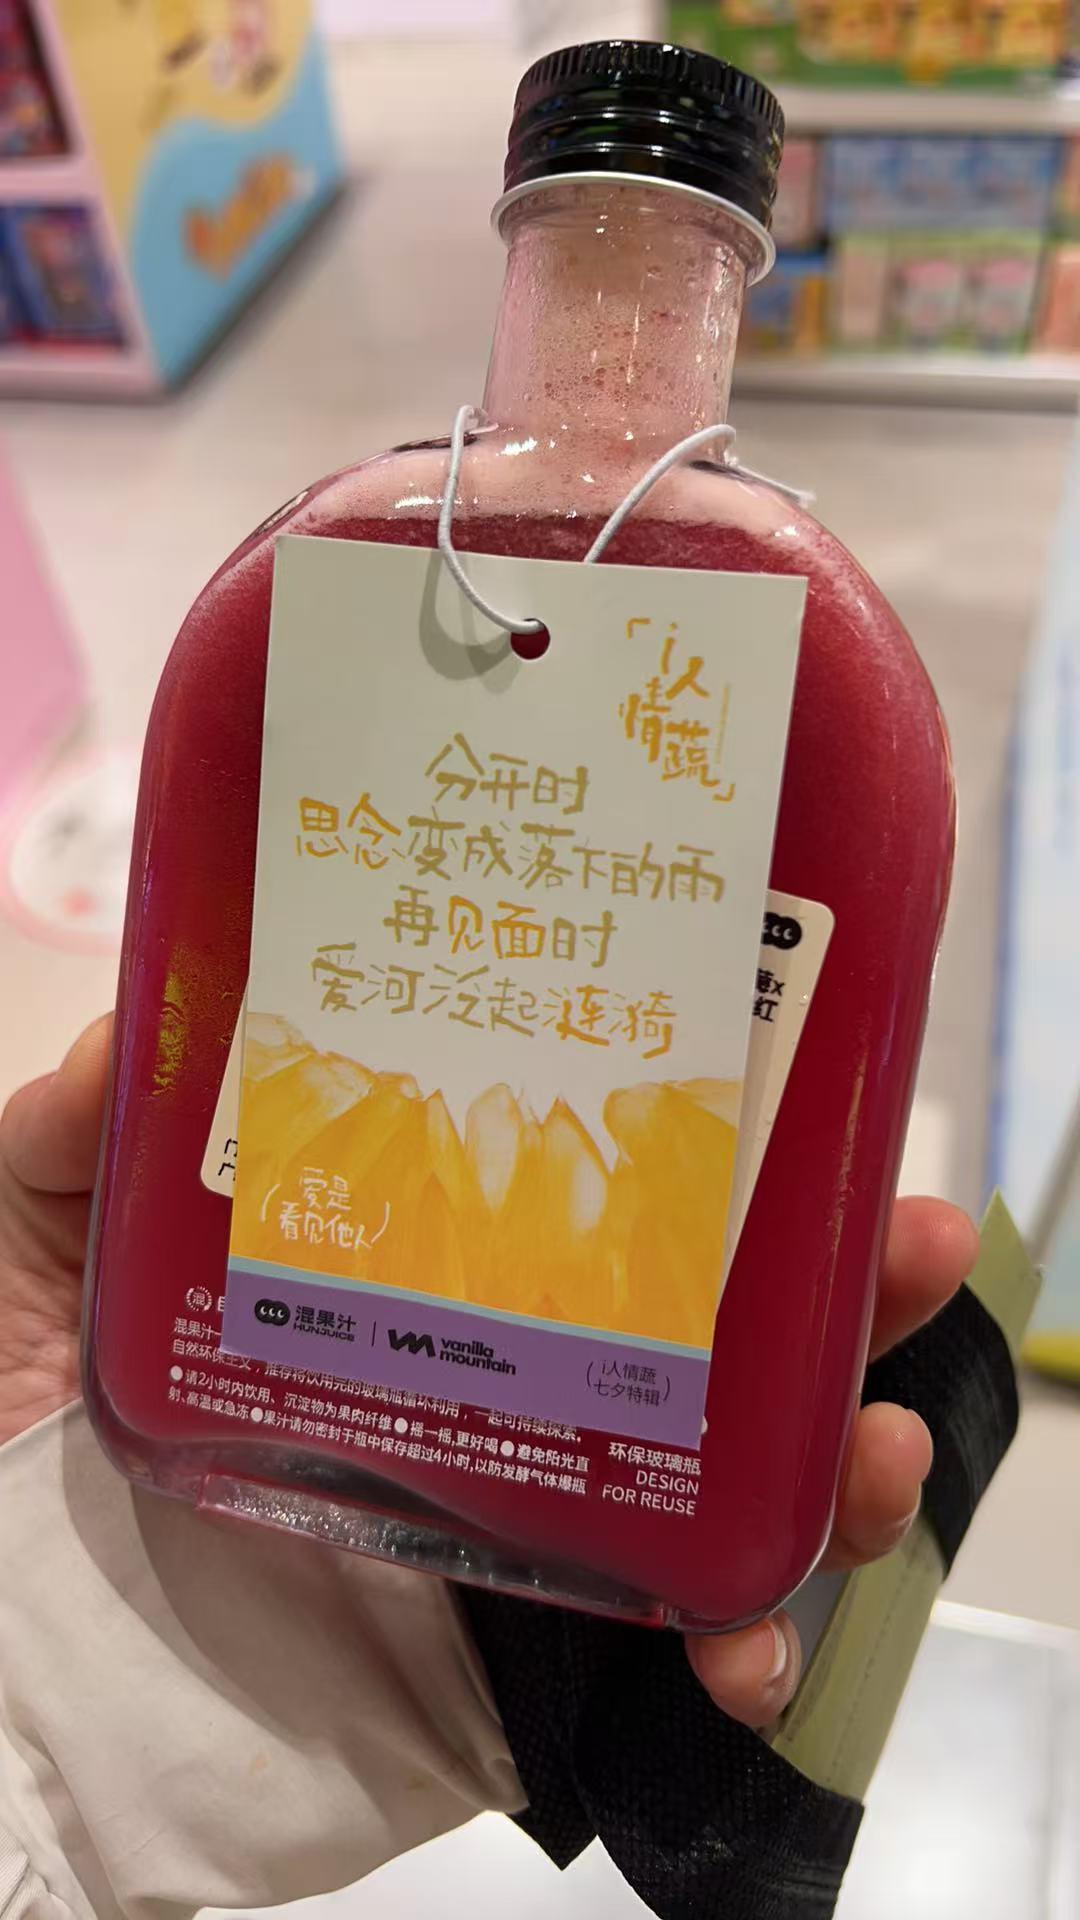 「i人
情蔬」
分开时
思念变成落下的雨
再见面时
爱河泛起涟漪
(爱是
看见他人)
混果汁
HUNJUICE
vanilla
mountain
(i人情蔬
七夕特辑)
红
混
混果汁一
自然环保主义，推荐将饮用完的玻璃瓶循环利用，一起可持续探索。
●请2小时内饮用、沉淀物为果肉纤维●摇一摇,更好喝●避免阳光直
射、高温或急冻●果汁请勿密封于瓶中保存超过4小时,以防发酵气体爆瓶
环保玻璃瓶
DESIGN
FOR REUSE